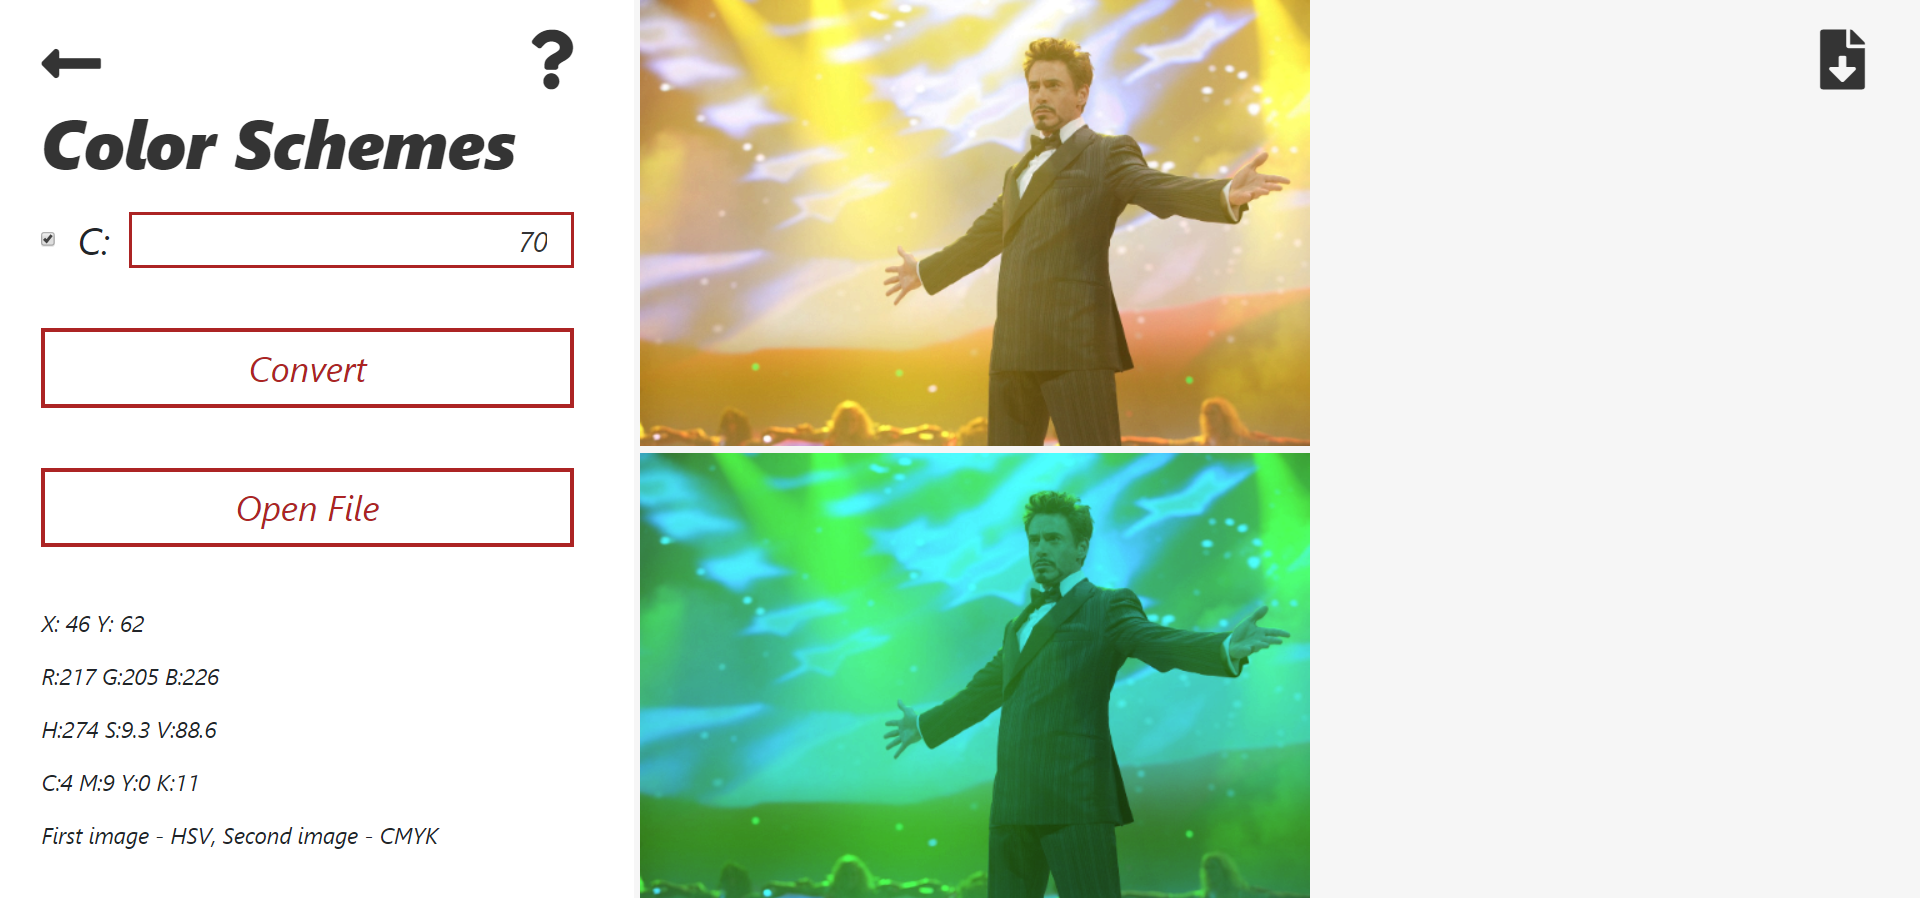 ?
Color Schemes
C: 70
Convert
Open File
X: 46 Y: 62
R:217 G:205 B:226
H:274 S:9.3 V:88.6
C:4 M:9 Y:0 K:11
First image - HSV, Second image - CMYK